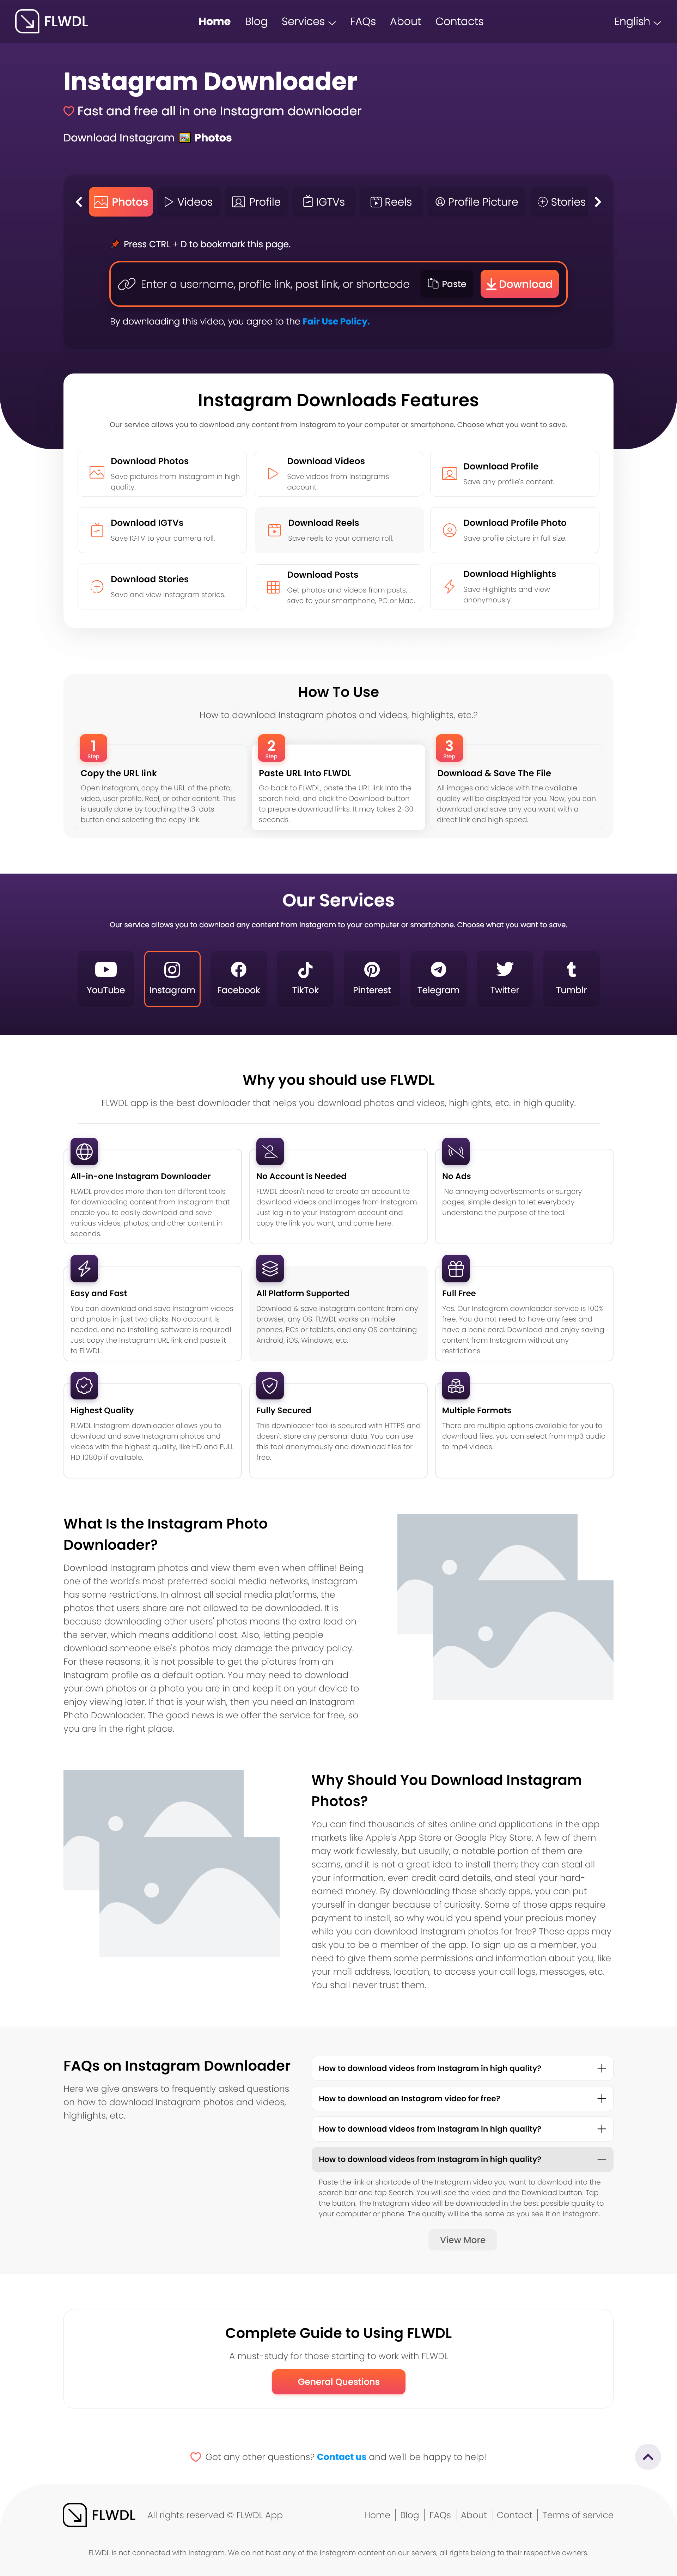 FLWDL
Home Blog Services FAQs About Contacts English
Instagram Downloader
Fast and free all in one Instagram downloader
Download Instagram Photos
Photos Videos Profile IGTVs Reels Profile Picture Stories
Press CTRL + D to bookmark this page.
Enter a username, profile link, post link, or shortcode Paste Download
By downloading this video, you agree to the Fair Use Policy.
Instagram Downloads Features
Our service allows you to download any content from Instagram to your computer or smartphone. Choose what you want to save.
Download Photos
Save pictures from Instagram in high
quality.
Download Videos
Save videos from Instagrams
account.
Download Profile
Save any profile's content.
Download IGTVs
Save IGTV to your camera roll.
Download Reels
Save reels to your camera roll.
Download Profile Photo
Save profile picture in full size.
Download Stories
Save and view Instagram stories.
Download Posts
Get photos and videos from posts,
save to your smartphone, PC or Mac.
Download Highlights
Save Highlights and view
anonymously.
How To Use
How to download Instagram photos and videos, highlights, etc.?
1
Step
Copy the URL link
Open Instagram, copy the URL of the photo,
video, user profile, Reel, or other content. This
is usually done by touching the 3-dots
button and selecting the copy link.
2
Step
Paste URL Into FLWDL
Go back to FLWDL, paste the URL link into the
search field, and click the Download button
to prepare download links. It may takes 2-30
seconds.
3
Step
Download & Save The File
All images and videos with the available
quality will be displayed for you. Now, you can
download and save any you want with a
direct link and high speed.
Our Services
Our service allows you to download any content from Instagram to your computer or smartphone. Choose what you want to save.
YouTube Instagram Facebook TikTok Pinterest Telegram Twitter Tumblr
Why you should use FLWDL
FLWDL app is the best downloader that helps you download photos and videos, highlights, etc. in high quality.
All-in-one Instagram Downloader
FLWDL provides more than ten different tools
for downloading content from Instagram that
enable you to easily download and save
various videos, photos, and other content in
seconds.
No Account is Needed
FLWDL doesn't need to create an account to
download videos and images from Instagram.
Just log in to your Instagram account and
copy the link you want, and come here.
No Ads
No annoying advertisements or surgery
pages, simple design to let everybody
understand the purpose of the tool.
Easy and Fast
You can download and save Instagram videos
and photos in just two clicks. No account is
needed, and no installing software is required!
Just copy the Instagram URL link and paste it
to FLWDL.
All Platform Supported
Download & save Instagram content from any
browser, any OS. FLWDL works on mobile
phones, PCs or tablets, and any OS containing
Android, iOS, Windows, etc.
Full Free
Yes. Our Instagram downloader service is 100%
free. You do not need to have any fees and
have a bank card. Download and enjoy saving
content from Instagram without any
restrictions.
Highest Quality
FLWDL Instagram downloader allows you to
download and save Instagram photos and
videos with the highest quality, like HD and FULL
HD 1080p if available.
Fully Secured
This downloader tool is secured with HTTPS and
doesn't store any personal data. You can use
this tool anonymously and download files for
free.
Multiple Formats
There are multiple options available for you to
download files, you can select from mp3 audio
to mp4 videos.
What Is the Instagram Photo
Downloader?
Download Instagram photos and view them even when offline! Being
one of the world's most preferred social media networks, Instagram
has some restrictions. In almost all social media platforms, the
photos that users share are not allowed to be downloaded. It is
because downloading other users' photos means the extra load on
the server, which means additional cost. Also, letting people
download someone else's photos may damage the privacy policy.
For these reasons, it is not possible to get the pictures from an
Instagram profile as a default option. You may need to download
your own photos or a photo you are in and keep it on your device to
enjoy viewing later. If that is your wish, then you need an Instagram
Photo Downloader. The good news is we offer the service for free, so
you are in the right place.
Why Should You Download Instagram
Photos?
You can find thousands of sites online and applications in the app
markets like Apple's App Store or Google Play Store. A few of them
may work flawlessly, but usually, a notable portion of them are
scams, and it is not a great idea to install them; they can steal all
your information, even credit card details, and steal your hard-
earned money. By downloading those shady apps, you can put
yourself in danger because of curiosity. Some of those apps require
payment to install, so why would you spend your precious money
while you can download Instagram photos for free? These apps may
ask you to be a member of the app. To sign up as a member, you
need to give them some permissions and information about you, like
your mail address, location, to access your call logs, messages, etc.
You shall never trust them.
FAQs on Instagram Downloader
Here we give answers to frequently asked questions
on how to download Instagram photos and videos,
highlights, etc.
How to download videos from Instagram in high quality?
How to download an Instagram video for free?
How to download videos from Instagram in high quality?
How to download videos from Instagram in high quality?
Paste the link or shortcode of the Instagram video you want to download into the
search bar and tap Search. You will see the video and the Download button. Tap
the button. The Instagram video will be downloaded in the best possible quality to
your computer or phone. The quality will be the same as you see it on Instagram.
View More
Complete Guide to Using FLWDL
A must-study for those starting to work with FLWDL
General Questions
Got any other questions? Contact us and we'll be happy to help!
FLWDL All rights reserved © FLWDL App Home Blog FAQs About Contact Terms of service
FLWDL is not connected with Instagram. We do not host any of the Instagram content on our servers, all rights belong to their respective owners.